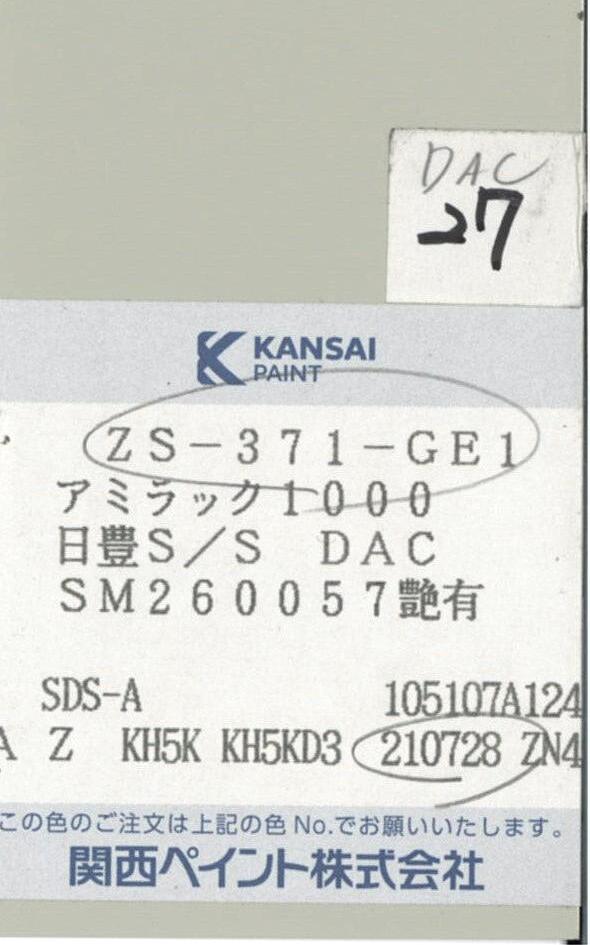 DAC
27
KANSAI
PAINT
ZS-371-GE1
アミラック1000
日豊S/S DAC
SM260057艶有
SDS-A 105107A124
A Z KH5K KH5KD3 210728 ZN4
この色のご注文は上記の色No.でお願いいたします。
関西ペイント株式会社